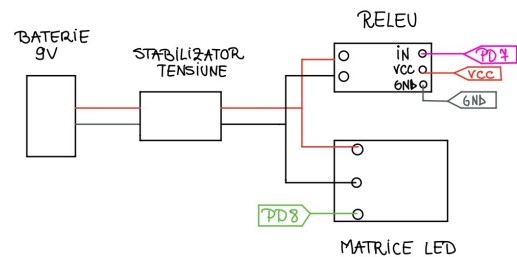 RELEU
BATERIE
9V
STABILIZATOR
TENSIUNE
IN
PD7
VCC
VCC
GND
GND
PD8
MATRICE LED